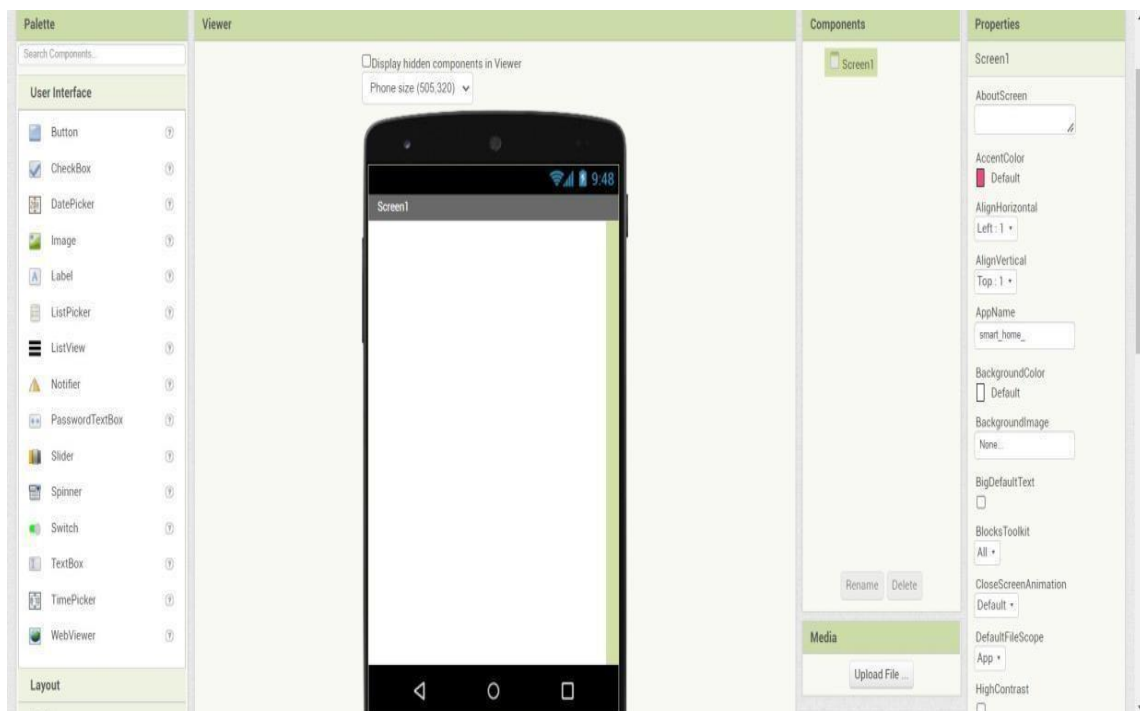 Palette
Search Components...
User Interface
Button
CheckBox
DatePicker
Image
Label
ListPicker
ListView
Notifier
PasswordTextBox
Slider
Spinner
Switch
TextBox
TimePicker
WebViewer
Layout
Viewer
Display hidden components in Viewer
Phone size (505,320)
9:48
Screen1
Components
Screen1
Rename Delete
Media
Upload File ...
Properties
Screen1
AboutScreen
AccentColor
Default
AlignHorizontal
Left : 1
AlignVertical
Top : 1
AppName
smart_home_
BackgroundColor
Default
BackgroundImage
None...
BigDefaultText
BlocksToolkit
All
CloseScreenAnimation
Default
DefaultFileScope
App
HighContrast